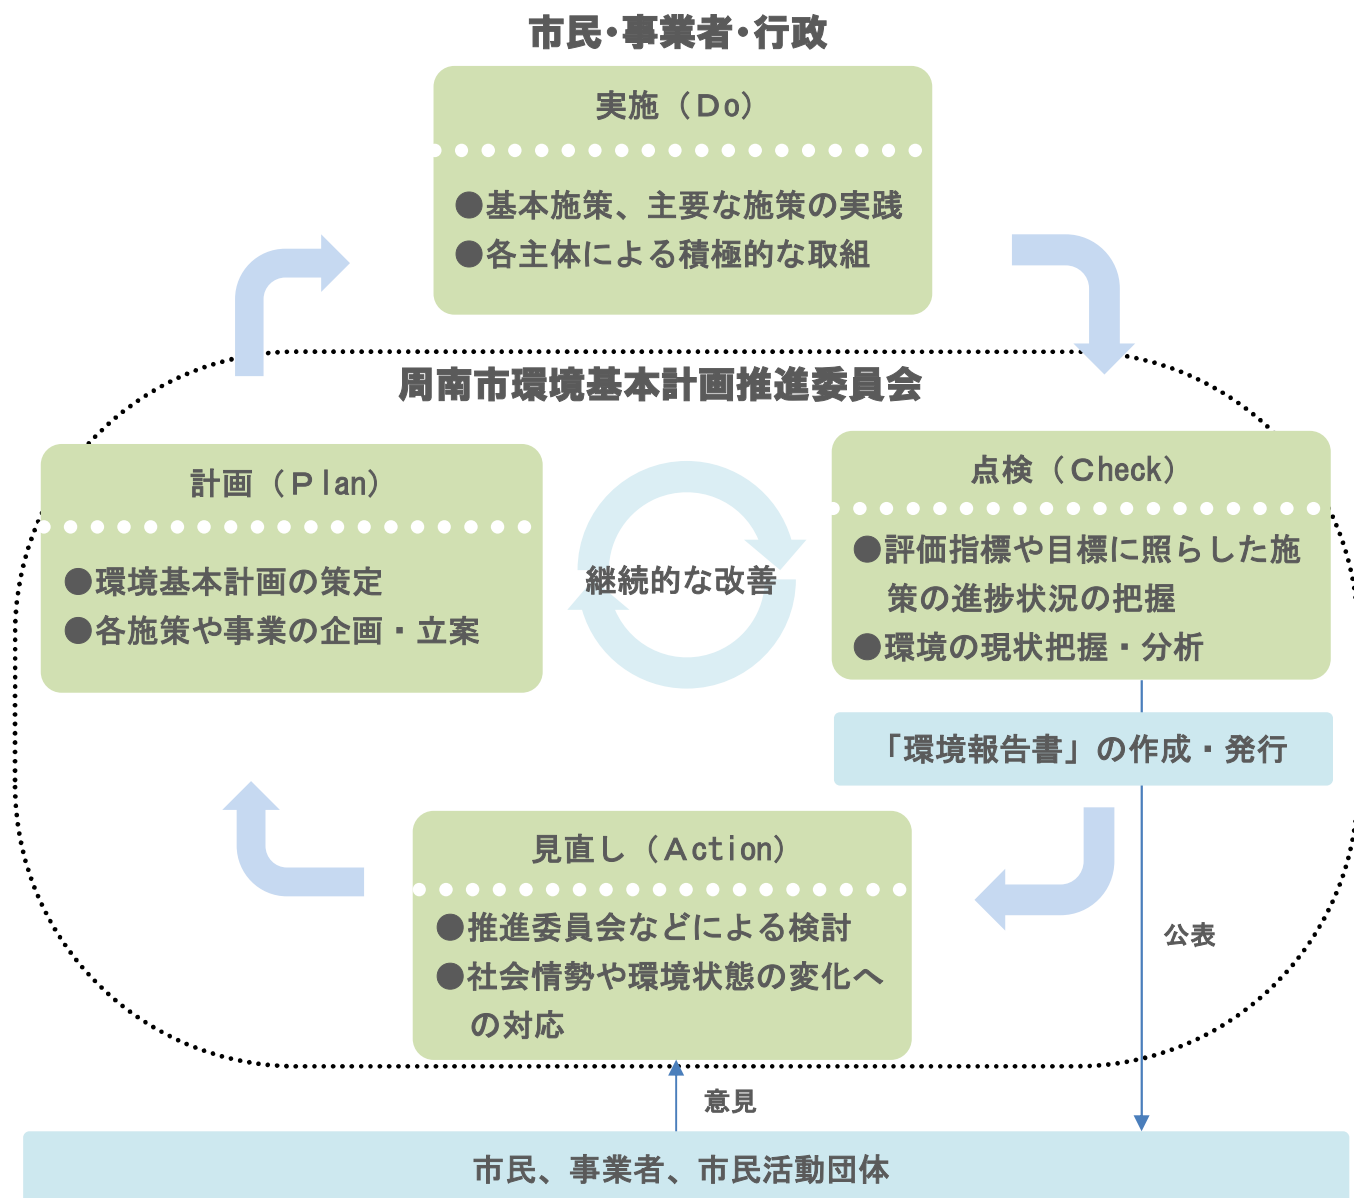 市民・事業者・行政
実施（Do）
●基本施策、主要な施策の実践
●各主体による積極的な取組
周南市環境基本計画推進委員会
計画（Plan）
●環境基本計画の策定
●各施策や事業の企画・立案
継続的な改善
点検（Check）
●評価指標や目標に照らした施
策の進捗状況の把握
●環境の現状把握・分析
「環境報告書」の作成・発行
見直し（Action）
●推進委員会などによる検討
●社会情勢や環境状態の変化へ
の対応
公表
意見
市民、事業者、市民活動団体